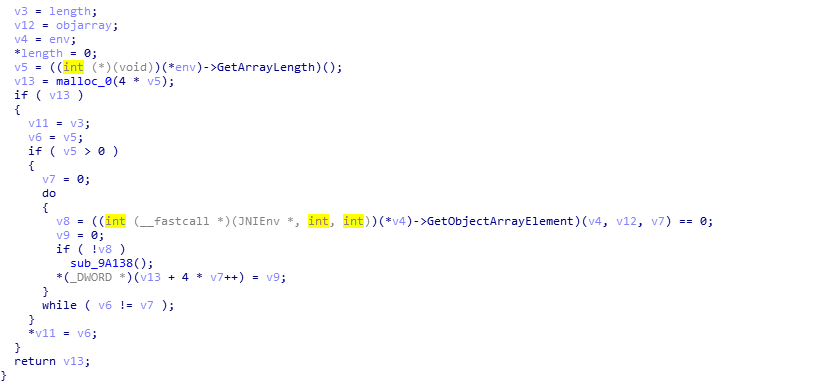 v3 = length;
v12 = objarray;
v4 = env;
*length = 0;
v5 = ((int (*)(void))(*env)->GetArrayLength)();
v13 = malloc_0(4 * v5);
if ( v13 )
{
v11 = v3;
v6 = v5;
if ( v5 > 0 )
{
v7 = 0;
do
{
v8 = ((int (__fastcall *)(JNIEnv *, int, int))(*v4)->GetObjectArrayElement)(v4, v12, v7) == 0;
v9 = 0;
if ( !v8 )
sub_9A138();
*(_DWORD *)(v13 + 4 * v7++) = v9;
}
while ( v6 != v7 );
}
*v11 = v6;
}
return v13;
}